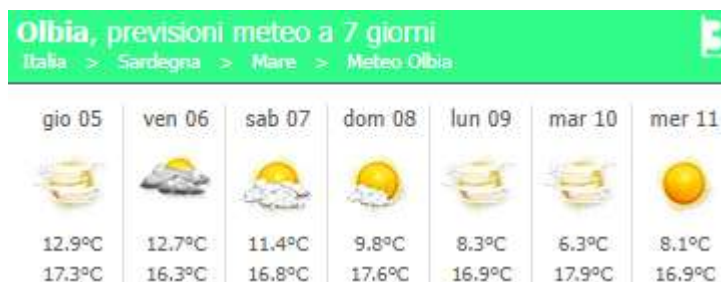 Olbia, previsioni meteo a 7 giorni
Italia > Sardegna > Mare > Meteo Olbia
gio 05 ven 06 sab 07 dom 08 lun 09 mar 10 mer 11
12.9°C 12.7°C 11.4°C 9.8°C 8.3°C 6.3°C 8.1°C
17.3°C 16.3°C 16.8°C 17.6°C 16.9°C 17.9°C 16.9°C